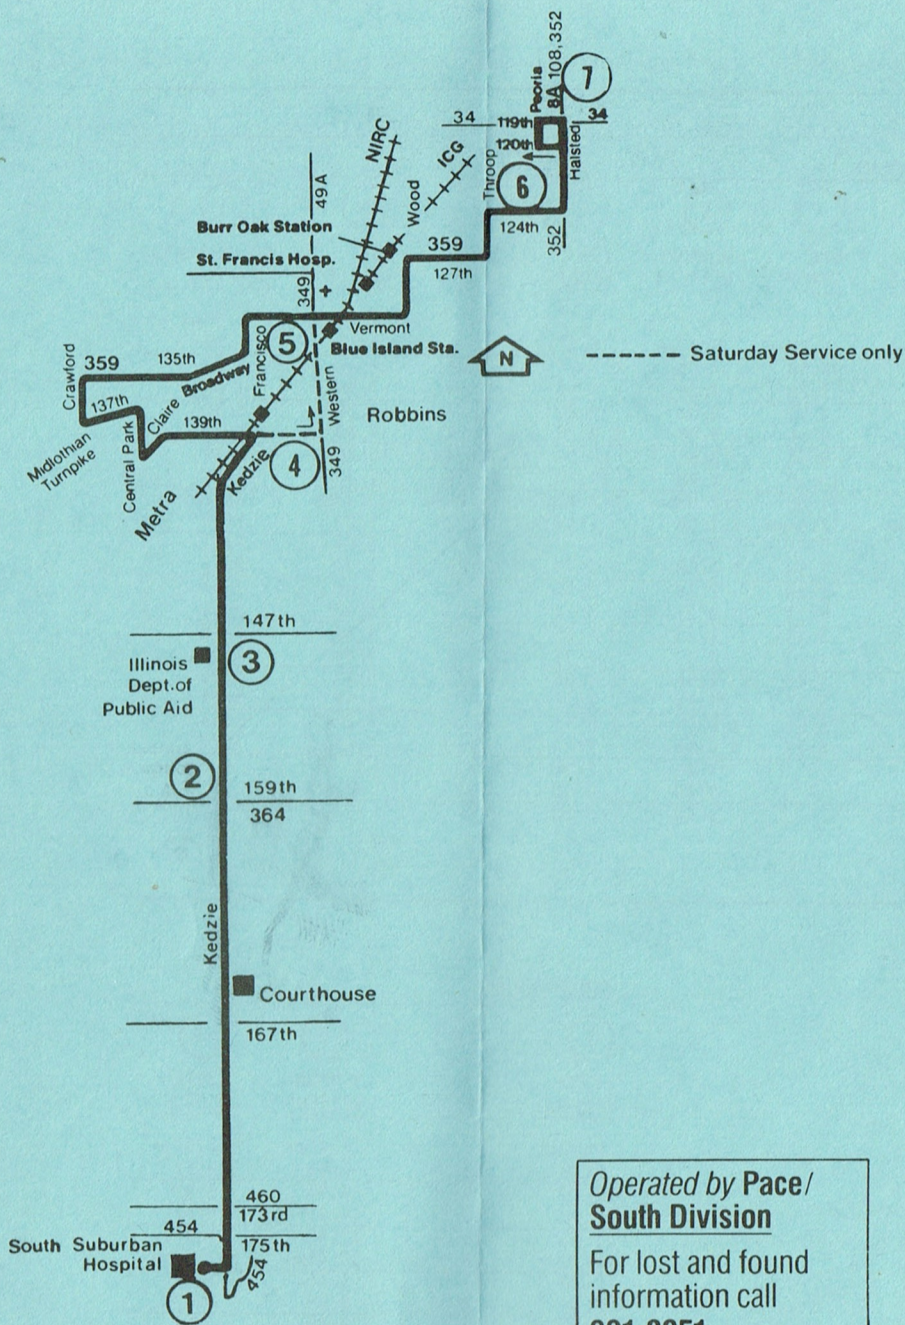 Peoria
8A 108,352
7
34
119th
34
120th
Halsted
Throop
6
124th
352
NIRC
ICG
Wood
49A
Burr Oak Station
St. Francis Hosp.
349
+
359
127th
Vermont
Blue Island Sta.
N
Saturday Service only
5
Francisco
Crawford
359
135th
Broadway
Claire
137th
Midlothian
Turnpike
Central Park
139th
Western
Robbins
Metra
Kedzie
4
349
147th
Illinois
Dept.of
Public Aid
3
2
159th
364
Kedzie
Courthouse
167th
460
173rd
454
175th
454
South Suburban
Hospital
1
Operated by Pace/
South Division
For lost and found
information call